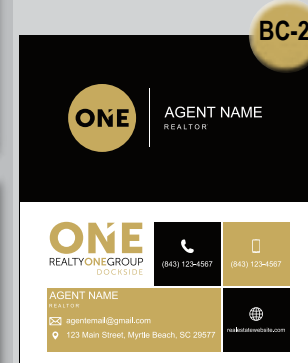 BC-2
ONE
AGENT NAME
REALTOR
ONE
REALTYONEGROUP
DOCKSIDE
(843) 123-4567
(843) 123-4567
AGENT NAME
REALTOR
agentemail@gmail.com
123 Main Street, Myrtle Beach, SC 29577
realestatewebsite.com